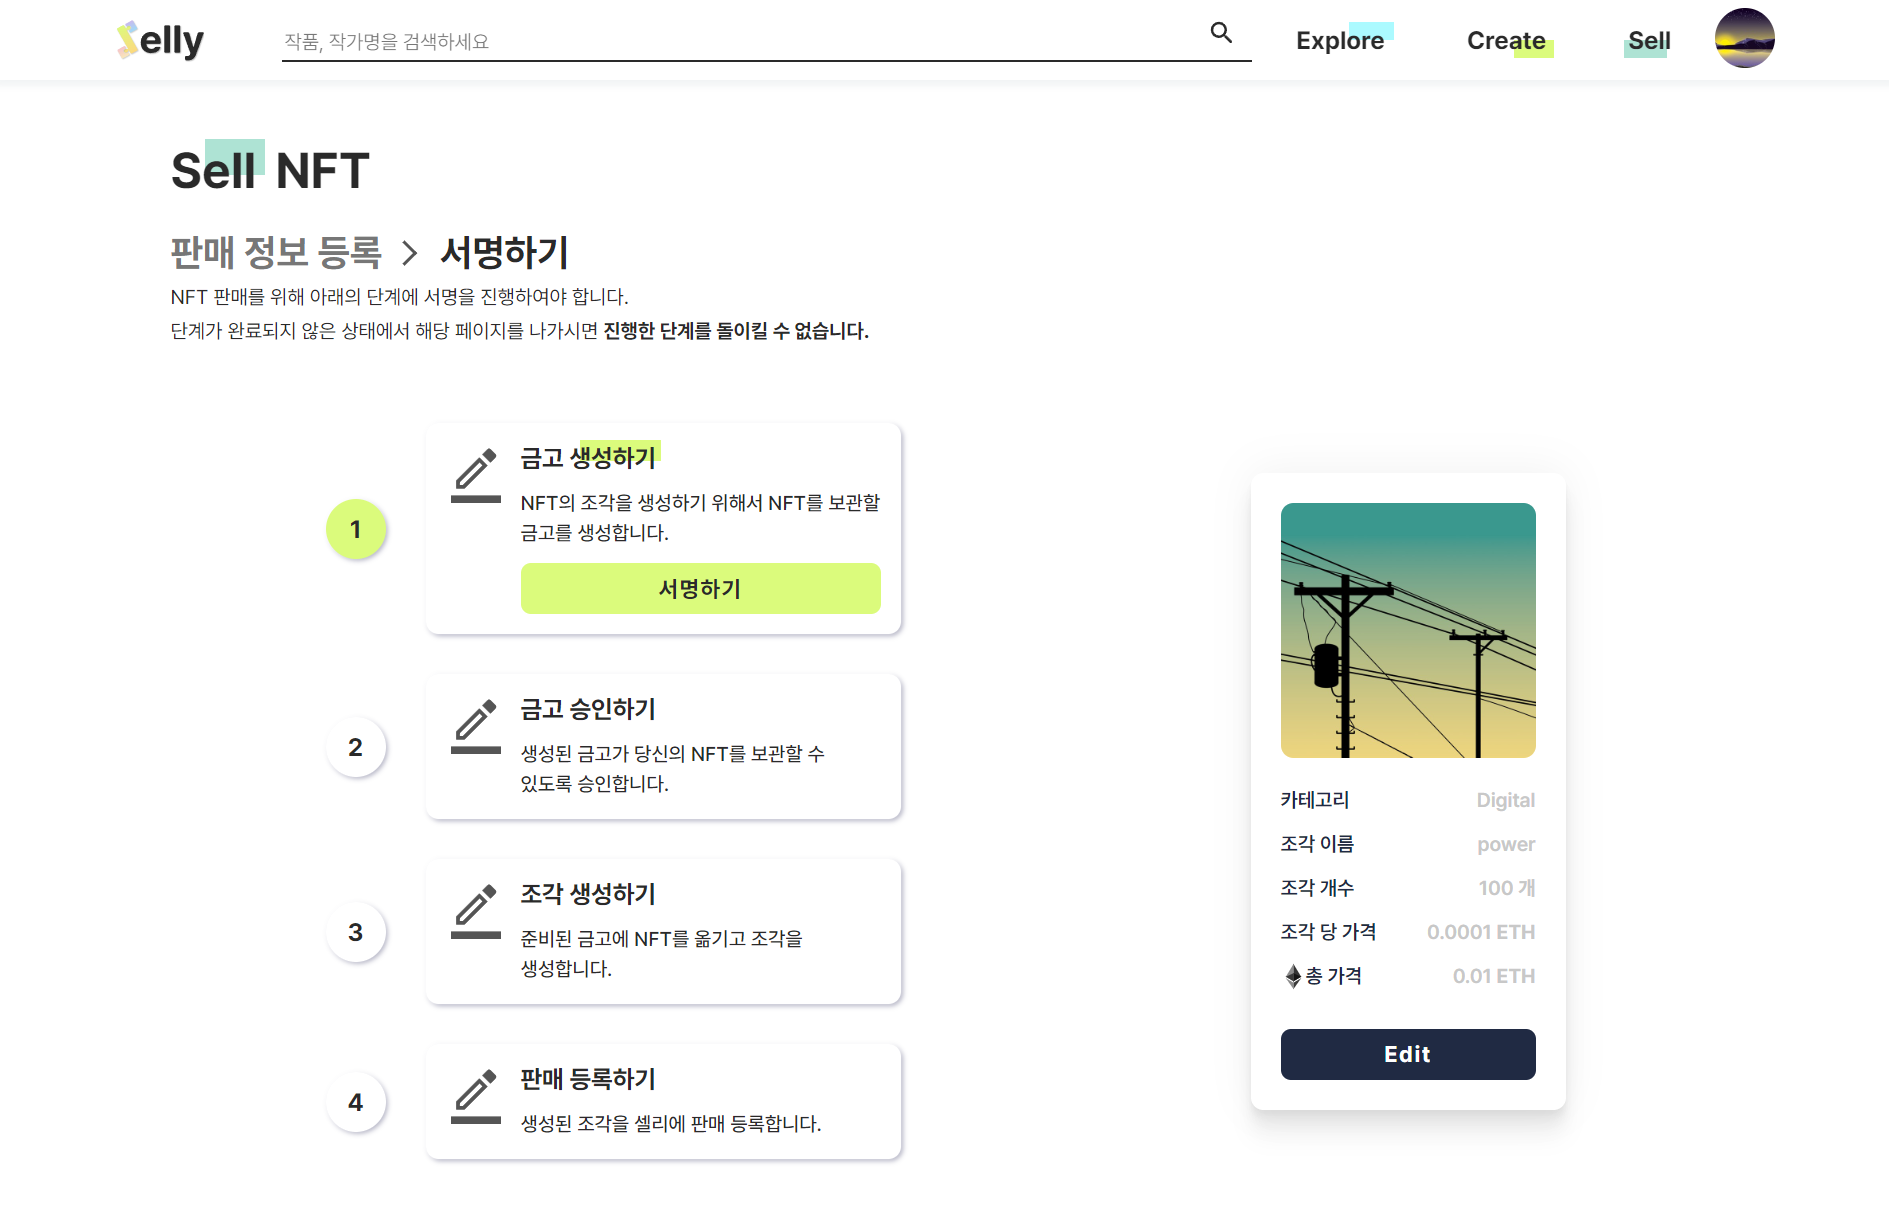 Selly
작품, 작가명을 검색하세요
Explore
Create
Sell
Sell NFT
판매 정보 등록 > 서명하기
NFT 판매를 위해 아래의 단계에 서명을 진행하여야 합니다.
단계가 완료되지 않은 상태에서 해당 페이지를 나가시면 진행한 단계를 돌이킬 수 없습니다.
1
금고 생성하기
NFT의 조각을 생성하기 위해서 NFT를 보관할
금고를 생성합니다.
서명하기
2
금고 승인하기
생성된 금고가 당신의 NFT를 보관할 수
있도록 승인합니다.
3
조각 생성하기
준비된 금고에 NFT를 옮기고 조각을
생성합니다.
4
판매 등록하기
생성된 조각을 셀리에 판매 등록합니다.
카테고리 Digital
조각 이름 power
조각 개수 100 개
조각 당 가격 0.0001 ETH
총 가격 0.01 ETH
Edit